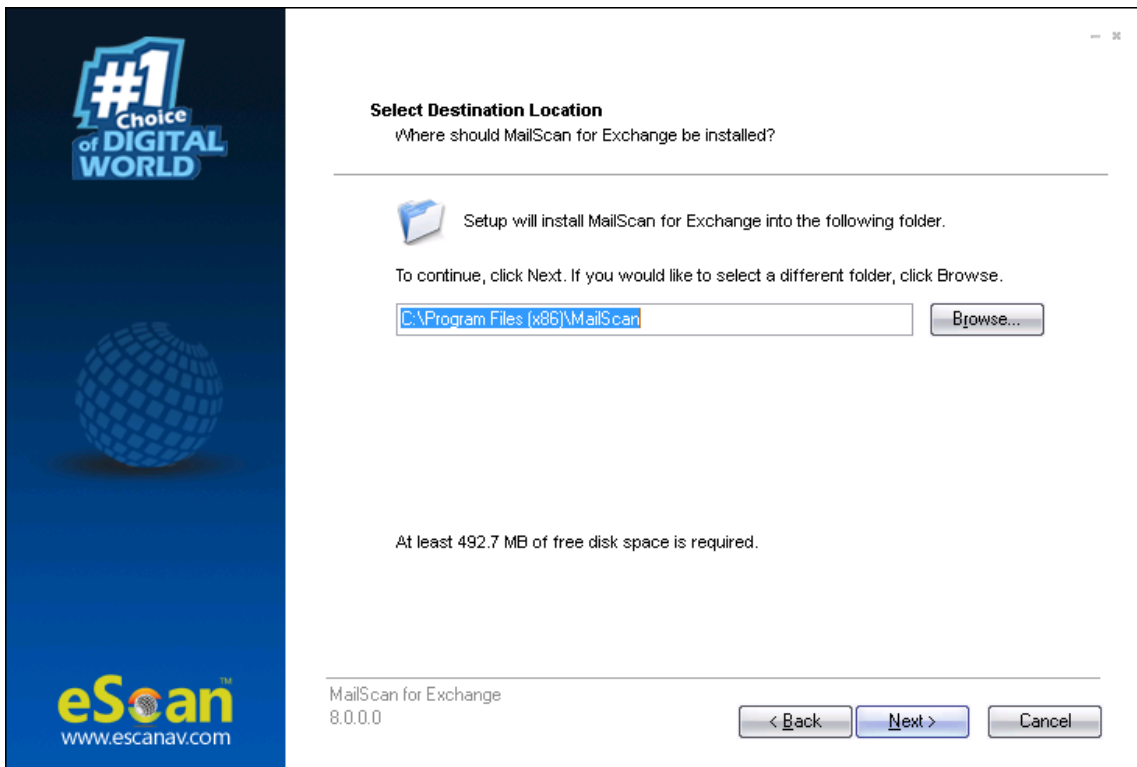 #1
Choice
of DIGITAL
WORLD
Select Destination Location
Where should MailScan for Exchange be installed?
Setup will install MailScan for Exchange into the following folder.
To continue, click Next. If you would like to select a different folder, click Browse.
C:\Program Files (x86)\MailScan
Browse...
At least 492.7 MB of free disk space is required.
eScan™
www.escanav.com
MailScan for Exchange
8.0.0.0
< Back
Next >
Cancel